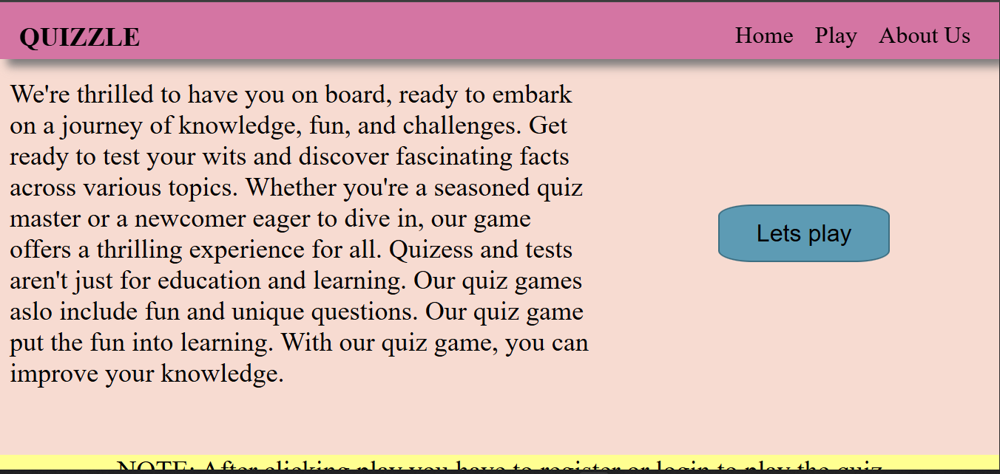 QUIZZLE
Home Play About Us
We're thrilled to have you on board, ready to embark
on a journey of knowledge, fun, and challenges. Get
ready to test your wits and discover fascinating facts
across various topics. Whether you're a seasoned quiz
master or a newcomer eager to dive in, our game
offers a thrilling experience for all. Quizess and tests
aren't just for education and learning. Our quiz games
aslo include fun and unique questions. Our quiz game
put the fun into learning. With our quiz game, you can
improve your knowledge.
Lets play
NOTE: After clicking play you have to register or login to play the quiz